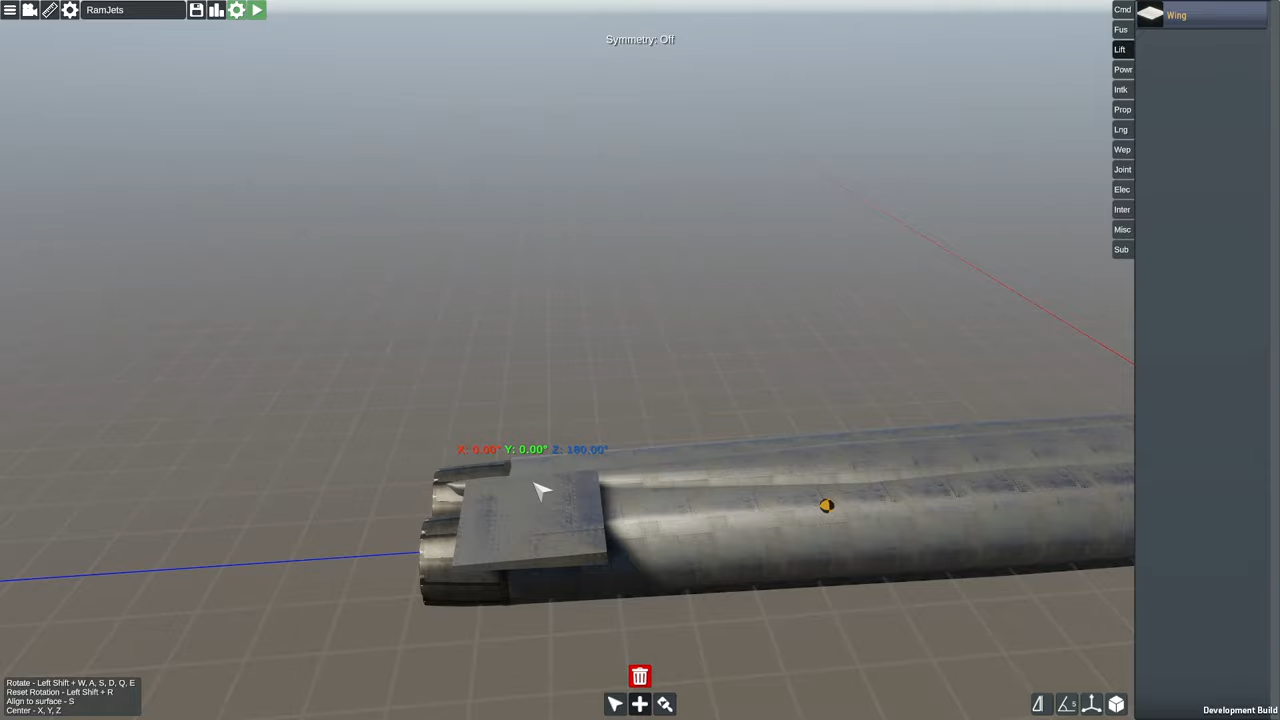 RamJets
Symmetry: Off
Cmd
Fus
Lift
Powr
Intk
Prop
Lng
Wep
Joint
Elec
Inter
Misc
Sub
Wing
X: 0.00° Y: 0.00° Z: 180.00°
Rotate - Left Shift + W, A, S, D, Q, E
Reset Rotation - Left Shift + R
Align to surface - S
Center - X, Y, Z
5
Development Build